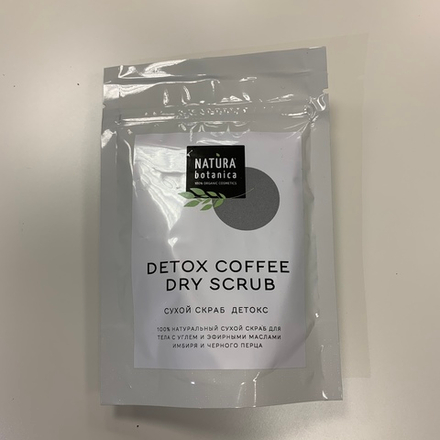 NATURA
botanica
100% ORGANIC COSMETICS
DETOX COFFEE
DRY SCRUB
СУХОЙ СКРАБ ДЕТОКС
100% НАТУРАЛЬНЫЙ СУХОЙ СКРАБ ДЛЯ
ТЕЛА С УГЛЕМ И ЭФИРНЫМИ МАСЛАМИ
ИМБИРЯ И ЧЕРНОГО ПЕРЦА